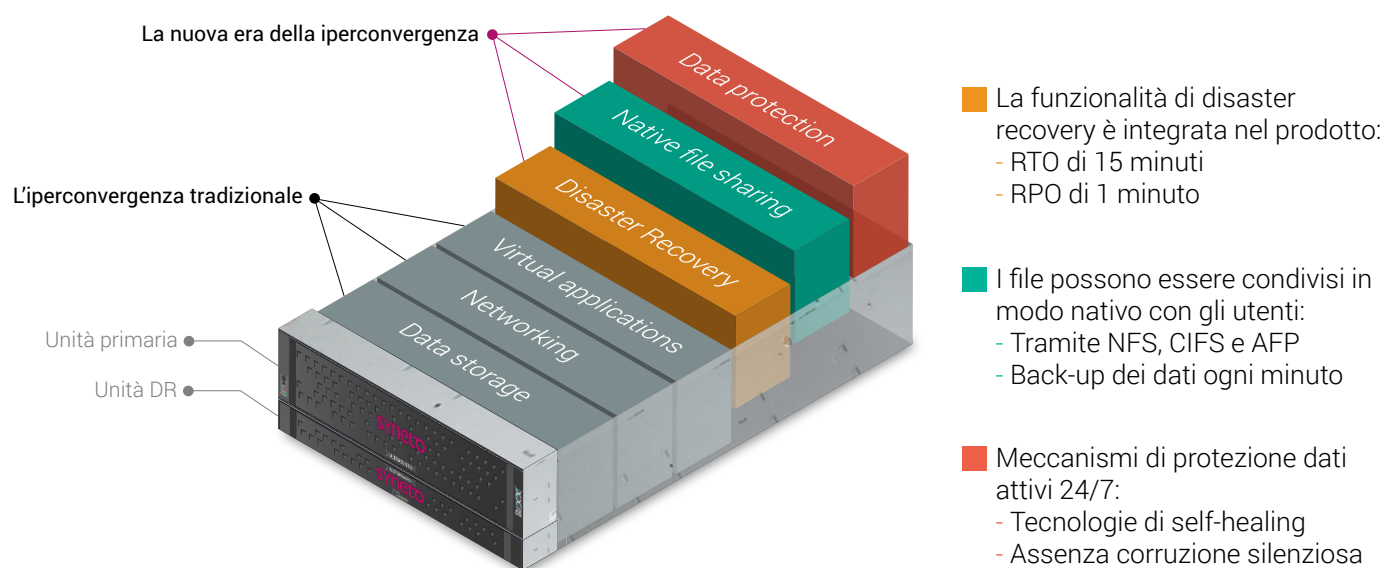 La nuova era della iperconvergenza
L'iperconvergenza tradizionale
Unità primaria
Unità DR
Data protection
Native file sharing
Disaster Recovery
Virtual applications
Networking
Data storage
syneto
syneto
La funzionalità di disaster
recovery è integrata nel prodotto:
- RTO di 15 minuti
- RPO di 1 minuto
I file possono essere condivisi in
modo nativo con gli utenti:
- Tramite NFS, CIFS e AFP
- Back-up dei dati ogni minuto
Meccanismi di protezione dati
attivi 24/7:
- Tecnologie di self-healing
- Assenza corruzione silenziosa